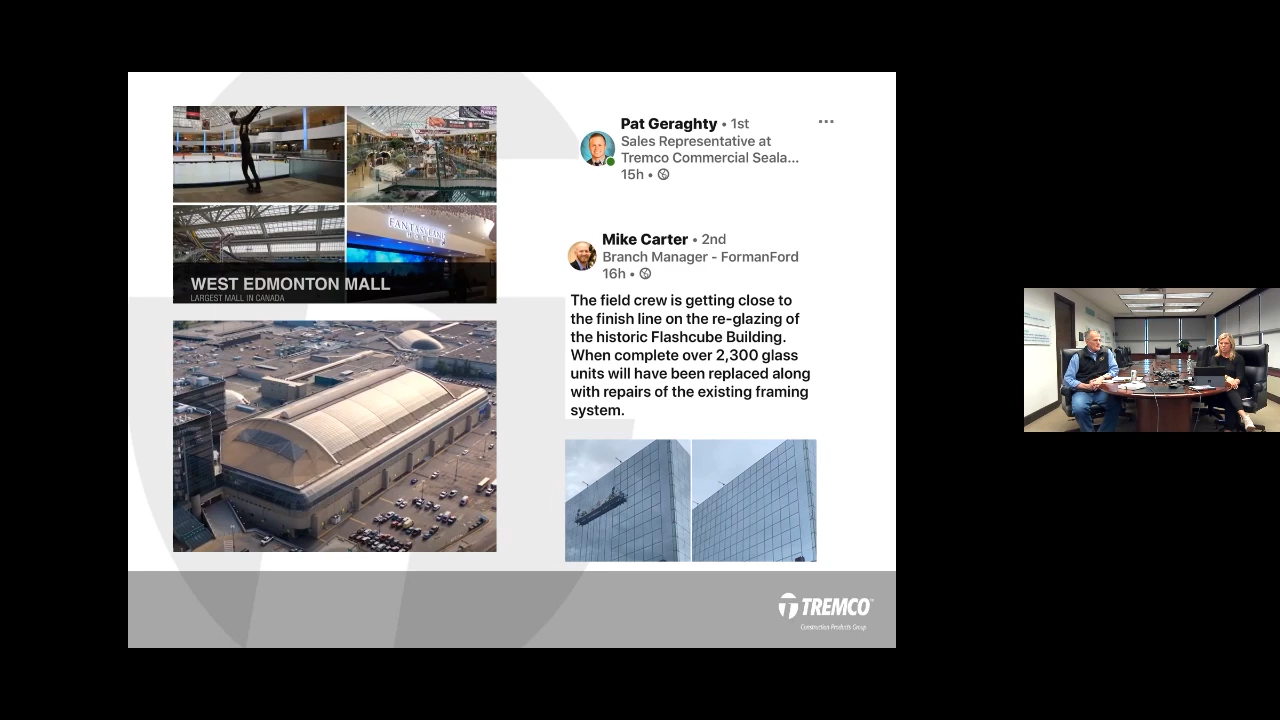 FANTASYLAND
WEST EDMONTON MALL
LARGEST MALL IN CANADA
Pat Geraghty • 1st
Sales Representative at
Tremco Commercial Seala...
15h •
Mike Carter • 2nd
Branch Manager - FormanFord
16h •
The field crew is getting close to
the finish line on the re-glazing of
the historic Flashcube Building.
When complete over 2,300 glass
units will have been replaced along
with repairs of the existing framing
system.
TREMCO™
Construction Products Group